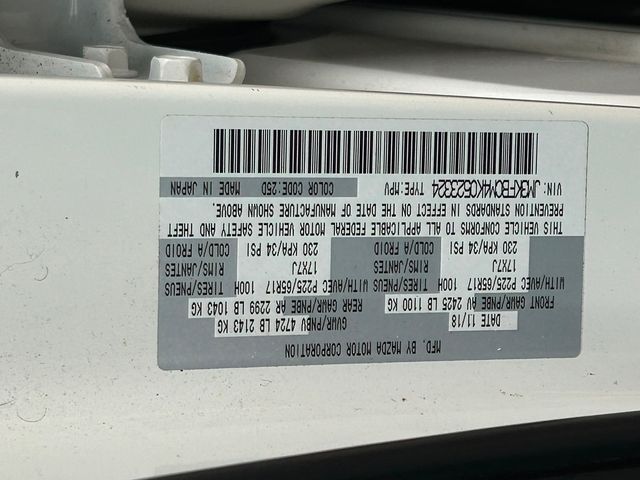 MFD. BY MAZDA MOTOR CORPORATION
DATE 11/18 GVWR/PNBV 4724 LB 2143 KG
FRONT GAWR/PNBE AV 2425 LB 1100 KG REAR GAWR/PNBE AR 2299 LB 1043 KG
WITH/AVEC TIRES/PNEUS P225/65R17 100H WITH/AVEC TIRES/PNEUS P225/65R17 100H
RIMS/JANTES 17X7J RIMS/JANTES 17X7J
COLD/A FROID 230 KPA/34 PSI COLD/A FROID 230 KPA/34 PSI
THIS VEHICLE CONFORMS TO ALL APPLICABLE FEDERAL MOTOR VEHICLE SAFETY AND THEFT
PREVENTION STANDARDS IN EFFECT ON THE DATE OF MANUFACTURE SHOWN ABOVE.
VIN: JM3KFBCM4K0523324 TYPE:MPV COLOR CODE:25D MADE IN JAPAN